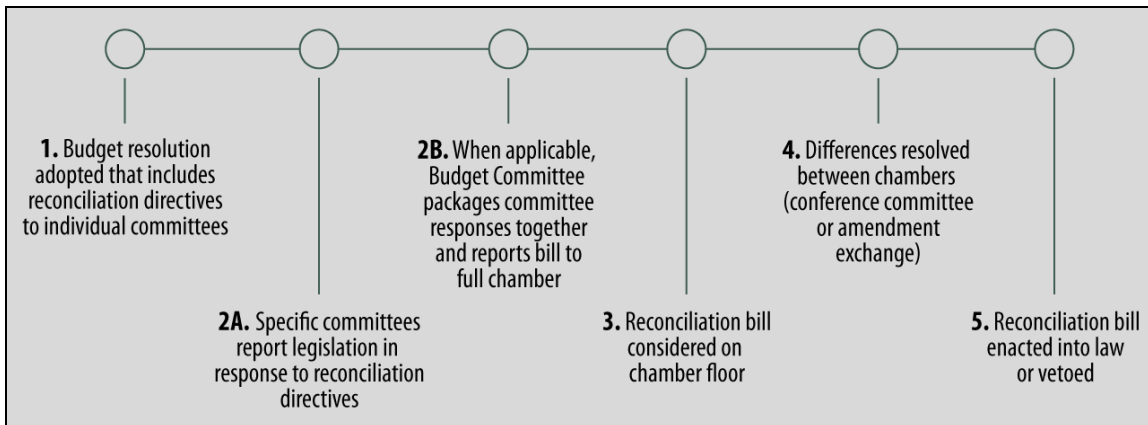 1. Budget resolution
adopted that includes
reconciliation directives
to individual committees
2A. Specific committees
report legislation in
response to reconciliation
directives
2B. When applicable,
Budget Committee
packages committee
responses together
and reports bill to
full chamber
3. Reconciliation bill
considered on
chamber floor
4. Differences resolved
between chambers
(conference committee
or amendment
exchange)
5. Reconciliation bill
enacted into law
or vetoed